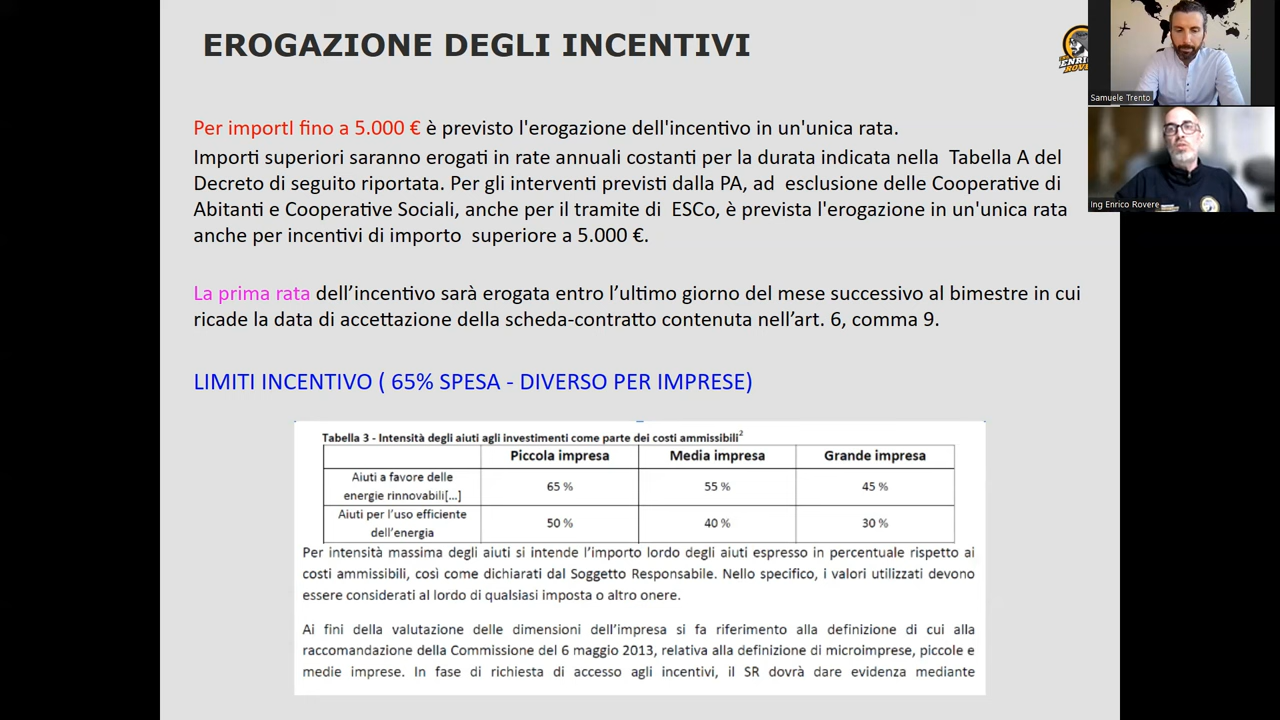 EROGAZIONE DEGLI INCENTIVI
Per importI fino a 5.000 € è previsto l'erogazione dell'incentivo in un'unica rata.
Importi superiori saranno erogati in rate annuali costanti per la durata indicata nella Tabella A del
Decreto di seguito riportata. Per gli interventi previsti dalla PA, ad esclusione delle Cooperative di
Abitanti e Cooperative Sociali, anche per il tramite di ESCo, è prevista l'erogazione in un'unica rata
anche per incentivi di importo superiore a 5.000 €.
La prima rata dell’incentivo sarà erogata entro l’ultimo giorno del mese successivo al bimestre in cui
ricade la data di accettazione della scheda-contratto contenuta nell’art. 6, comma 9.
LIMITI INCENTIVO ( 65% SPESA - DIVERSO PER IMPRESE)
Tabella 3 - Intensità degli aiuti agli investimenti come parte dei costi ammissibili²
Piccola impresa Media impresa Grande impresa
Aiuti a favore delle
energie rinnovabili[...] 65 % 55 % 45 %
Aiuti per l’uso efficiente
dell’energia 50 % 40 % 30 %
Per intensità massima degli aiuti si intende l’importo lordo degli aiuti espresso in percentuale rispetto ai
costi ammissibili, così come dichiarati dal Soggetto Responsabile. Nello specifico, i valori utilizzati devono
essere considerati al lordo di qualsiasi imposta o altro onere.
Ai fini della valutazione delle dimensioni dell’impresa si fa riferimento alla definizione di cui alla
raccomandazione della Commissione del 6 maggio 2013, relativa alla definizione di microimprese, piccole e
medie imprese. In fase di richiesta di accesso agli incentivi, il SR dovrà dare evidenza mediante
Samuele Trento
Ing Enrico Rovere